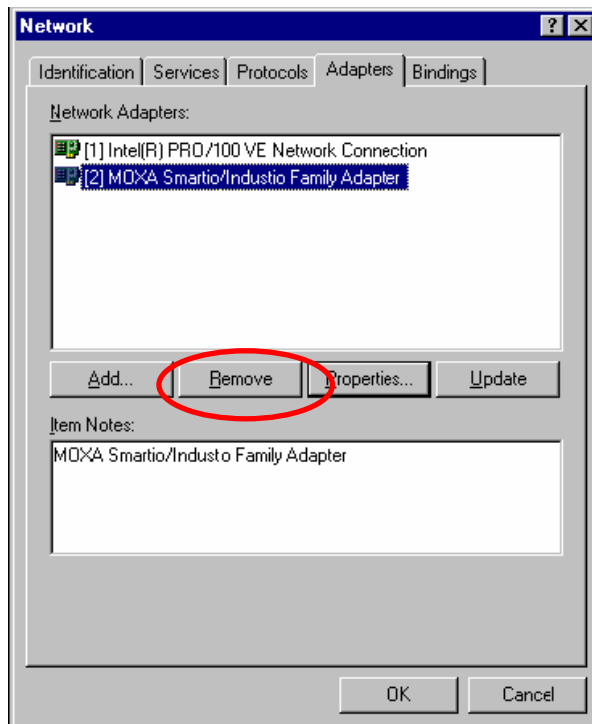 Network
Identification Services Protocols Adapters Bindings
Network Adapters:
[1] Intel(R) PRO/100 VE Network Connection
[2] MOXA Smartio/Industio Family Adapter
Add... Remove Properties... Update
Item Notes:
MOXA Smartio/Industo Family Adapter
OK Cancel